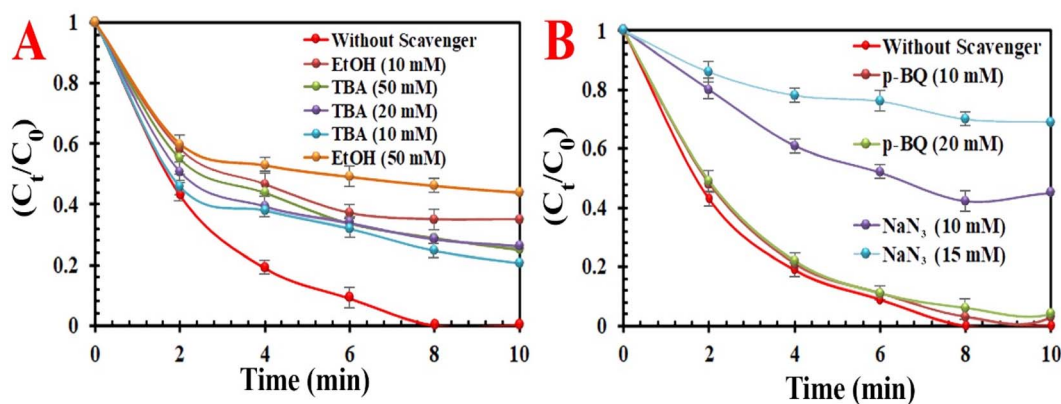 A
(Ct/C0)
1
0.8
0.6
0.4
0.2
0
0
2
4
6
8
10
Time (min)
Without Scavenger
EtOH (10 mM)
TBA (50 mM)
TBA (20 mM)
TBA (10 mM)
EtOH (50 mM)
B
(Ct/C0)
1
0.8
0.6
0.4
0.2
0
0
2
4
6
8
10
Time (min)
Without Scavenger
p-BQ (10 mM)
p-BQ (20 mM)
NaN₃ (10 mM)
NaN₃ (15 mM)